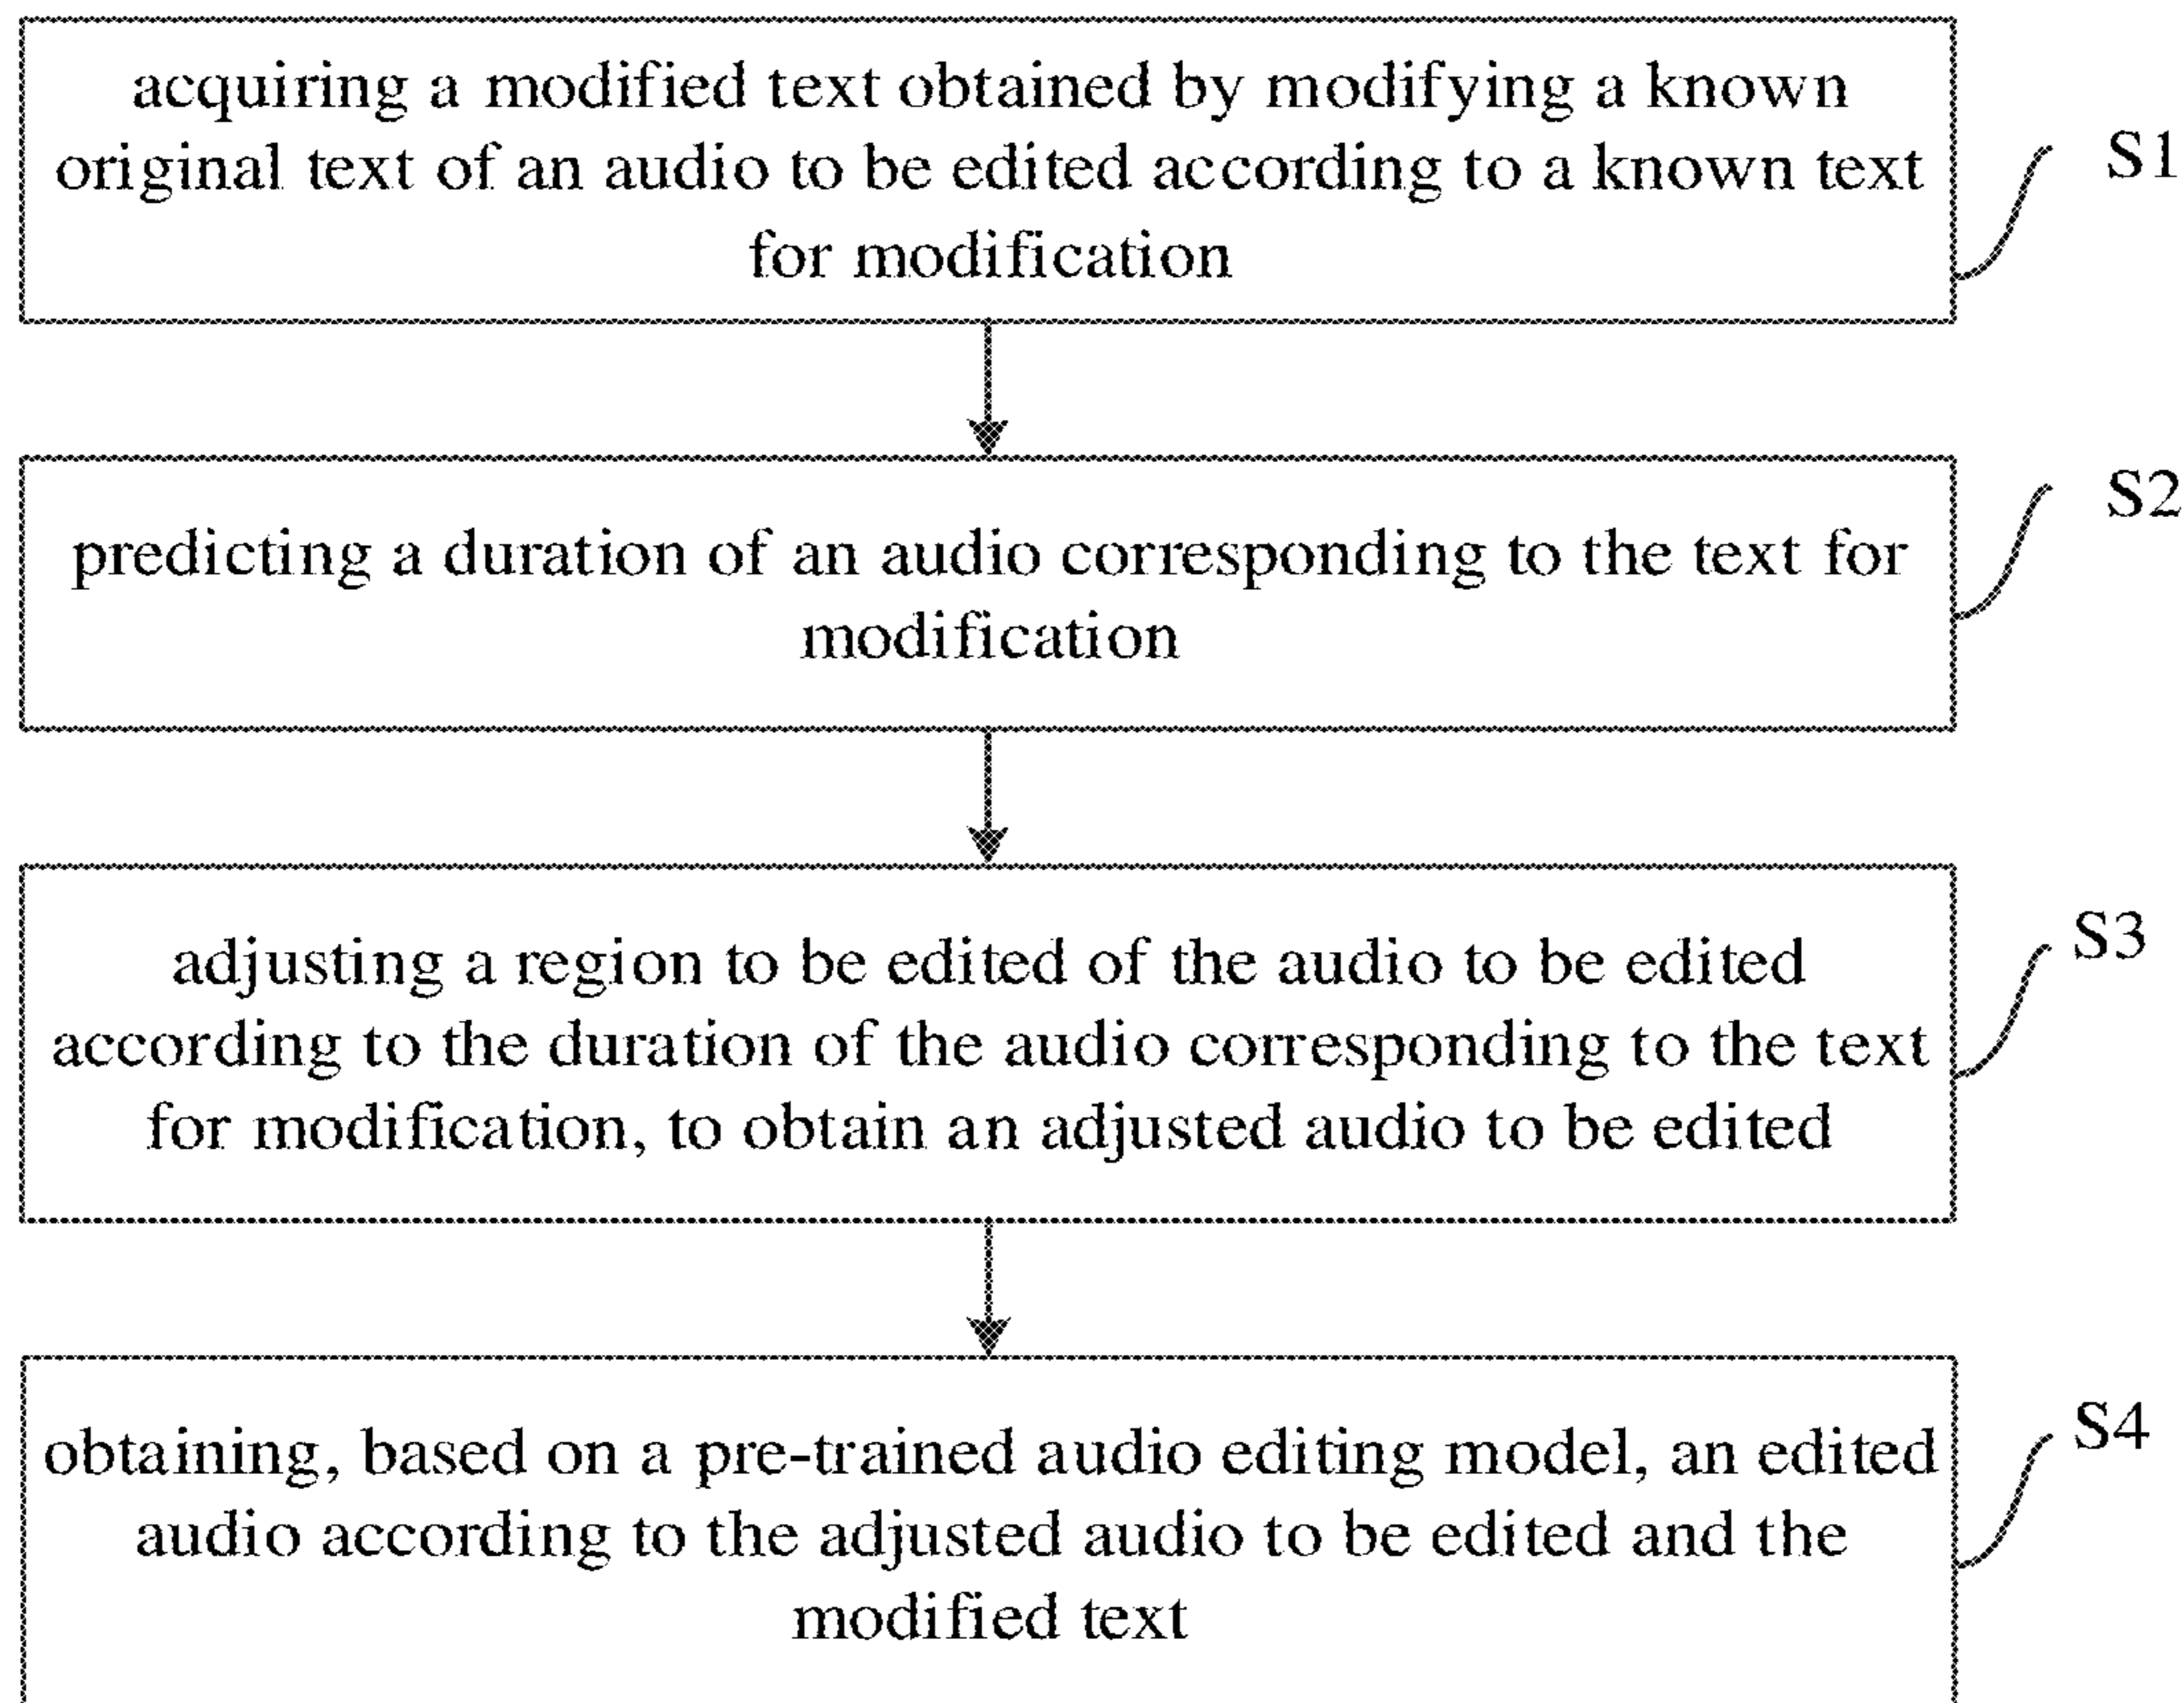 acquiring a modified text obtained by modifying a known
original text of an audio to be edited according to a known text
for modification
S1
predicting a duration of an audio corresponding to the text for
modification
S2
adjusting a region to be edited of the audio to be edited
according to the duration of the audio corresponding to the text
for modification, to obtain an adjusted audio to be edited
S3
obtaining, based on a pre-trained audio editing model, an edited
audio according to the adjusted audio to be edited and the
modified text
S4